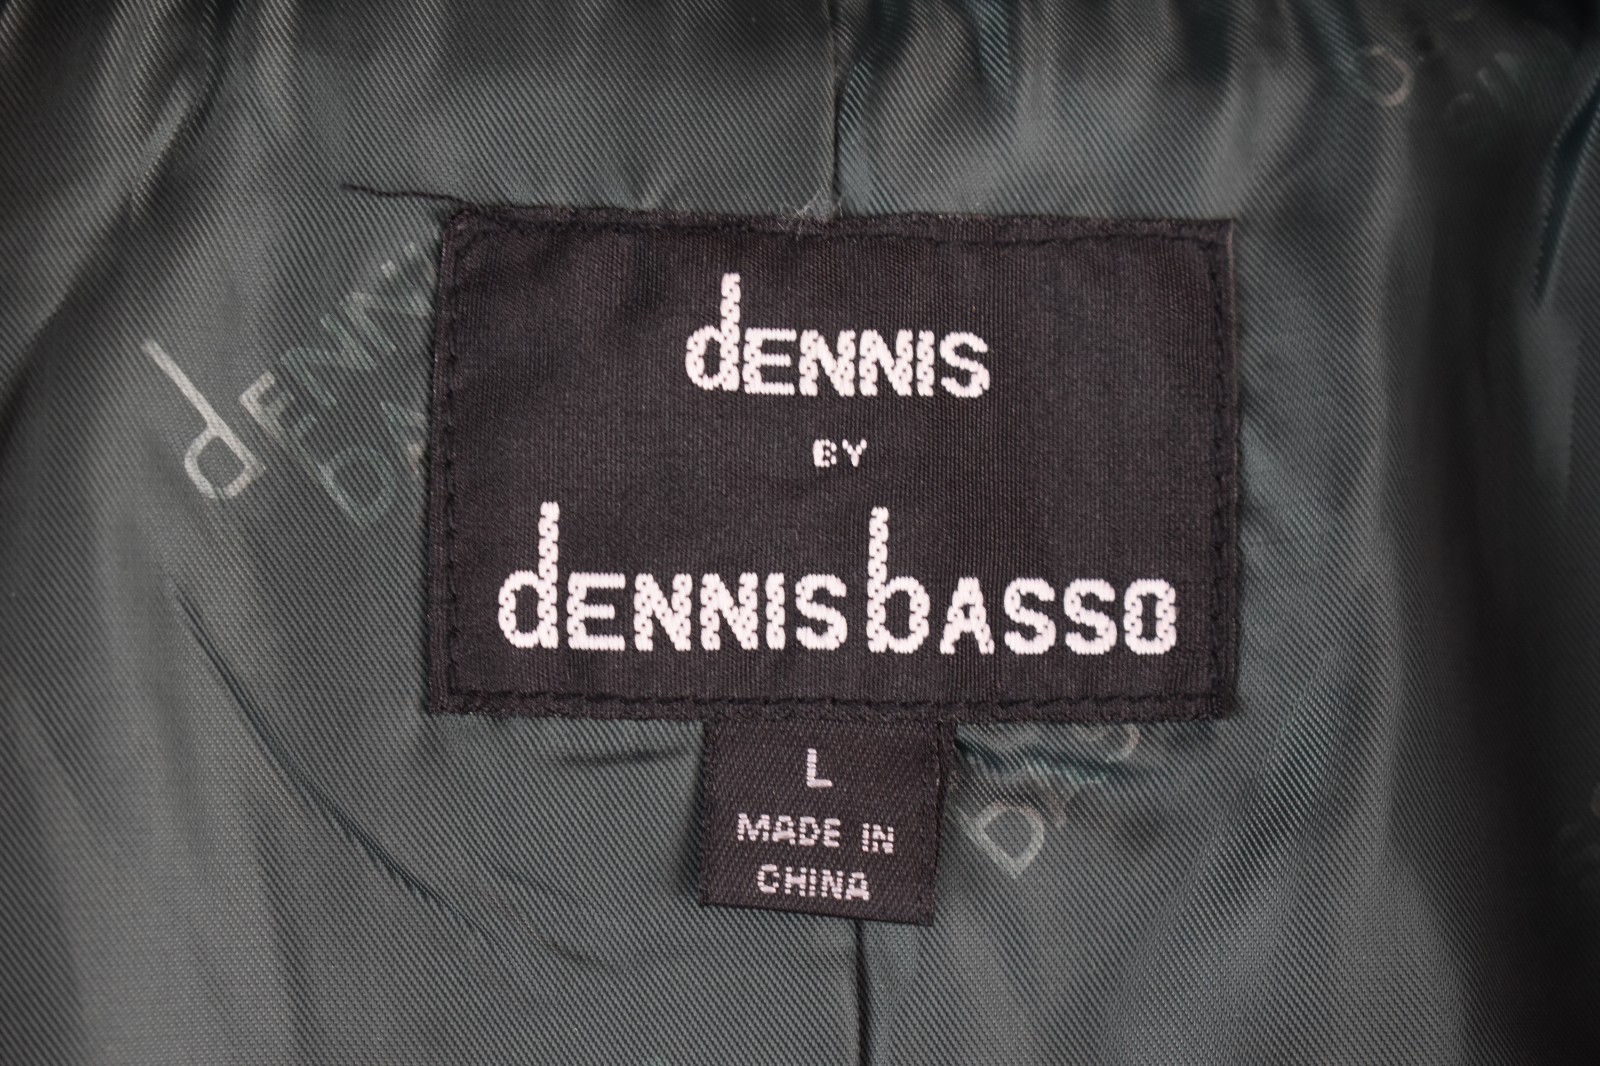 dENNIS
BY
dENNIS bASSO
L
MADE IN
CHINA